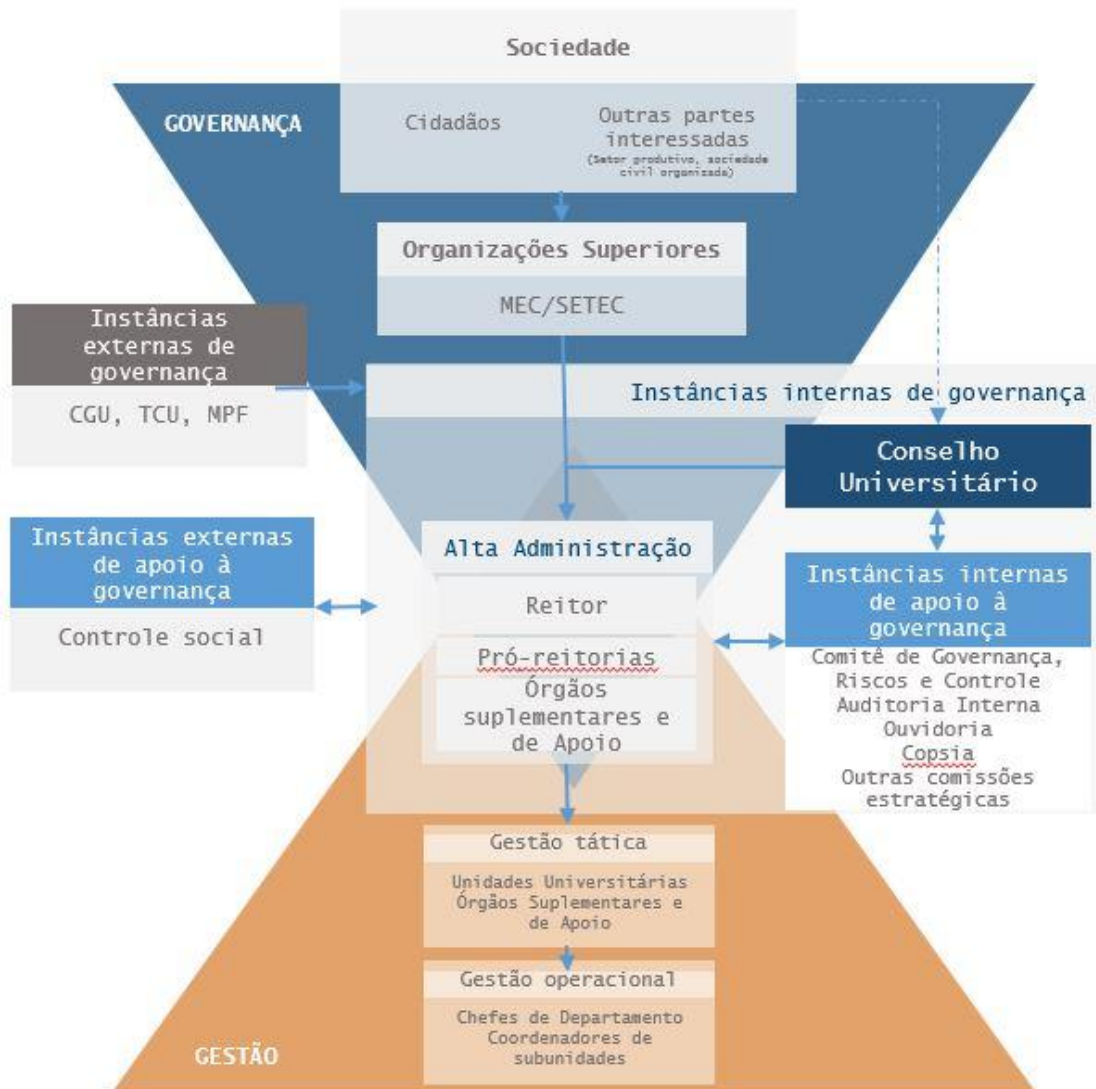 Sociedade
GOVERNANÇA
Cidadãos
Outras partes
interessadas
(Setor produtivo, sociedade
civil organizada)
Organizações Superiores
MEC/SETEC
Instâncias
externas de
governança
CGU, TCU, MPF
Instâncias internas de governança
Conselho
Universitário
Instâncias externas
de apoio à
governança
Controle social
Alta Administração
Reitor
Pró-reitorias
Órgãos
suplementares e
de Apoio
Instâncias internas
de apoio à
governança
Comitê de Governança,
Riscos e Controle
Auditoria Interna
Ouvidoria
Copsia
Outras comissões
estratégicas
Gestão tática
Unidades Universitárias
Órgãos Suplementares e
de Apoio
Gestão operacional
Chefes de Departamento
Coordenadores de
subunidades
GESTÃO